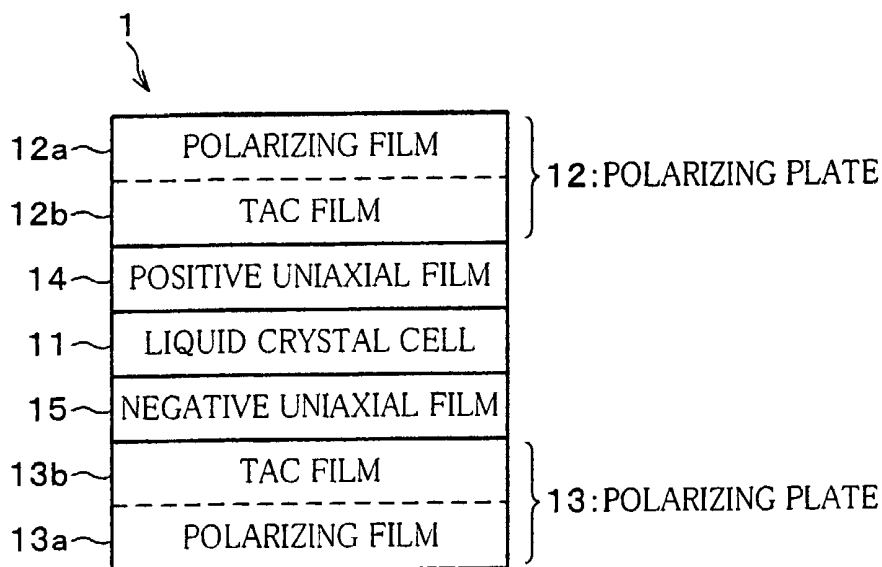 1
12a POLARIZING FILM
12:POLARIZING PLATE
12b TAC FILM
14 POSITIVE UNIAXIAL FILM
11 LIQUID CRYSTAL CELL
15 NEGATIVE UNIAXIAL FILM
13b TAC FILM
13:POLARIZING PLATE
13a POLARIZING FILM